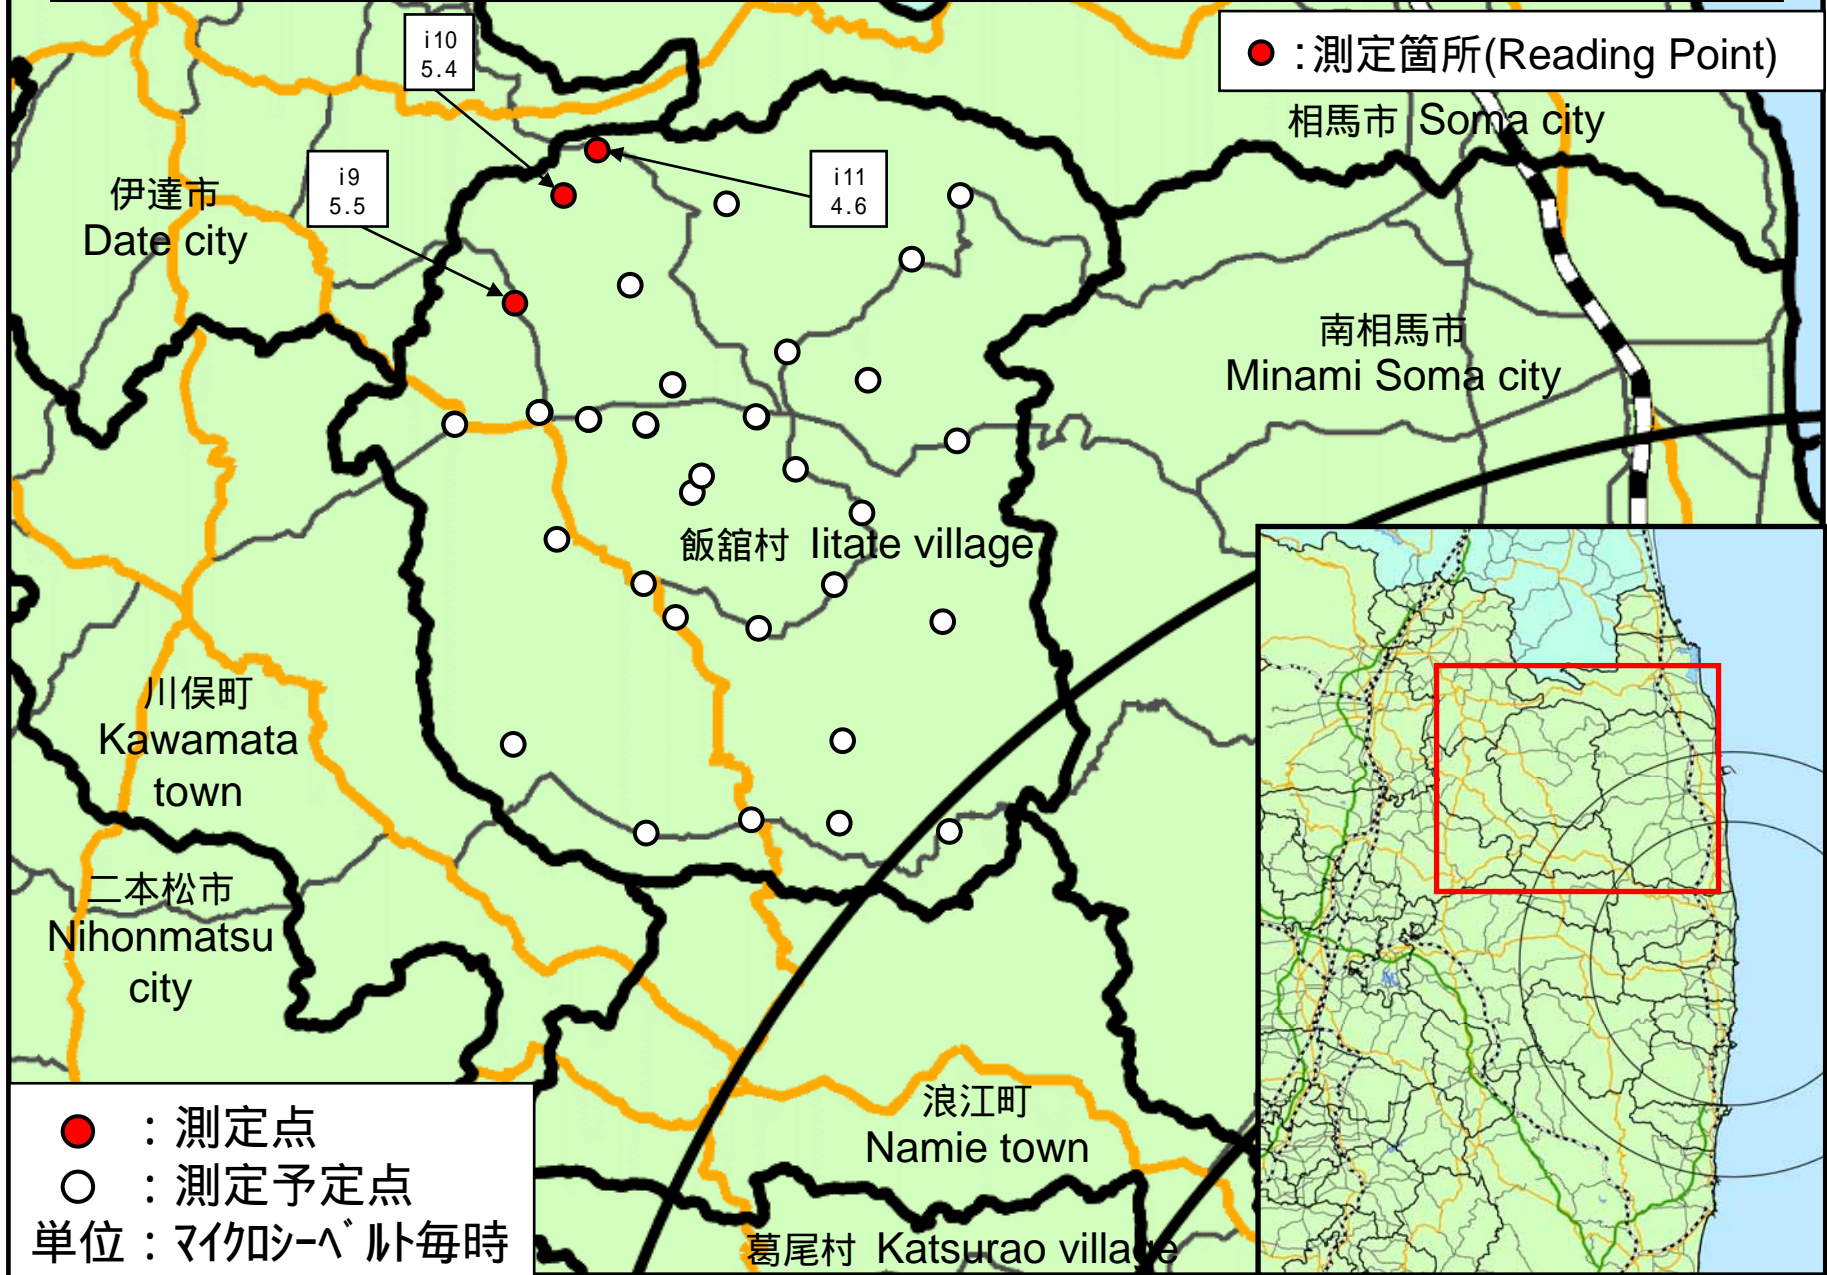 i10
5.4
：測定箇所(Reading Point)
相馬市 Soma city
i9
5.5
i11
4.6
伊達市
Date city
南相馬市
Minami Soma city
飯舘村 Iitate village
川俣町
Kawamata
town
二本松市
Nihonmatsu
city
浪江町
Namie town
葛尾村 Katsurao village
：測定点
：測定予定点
単位：ﾏｲｸﾛｼｰﾍﾞﾙﾄ毎時